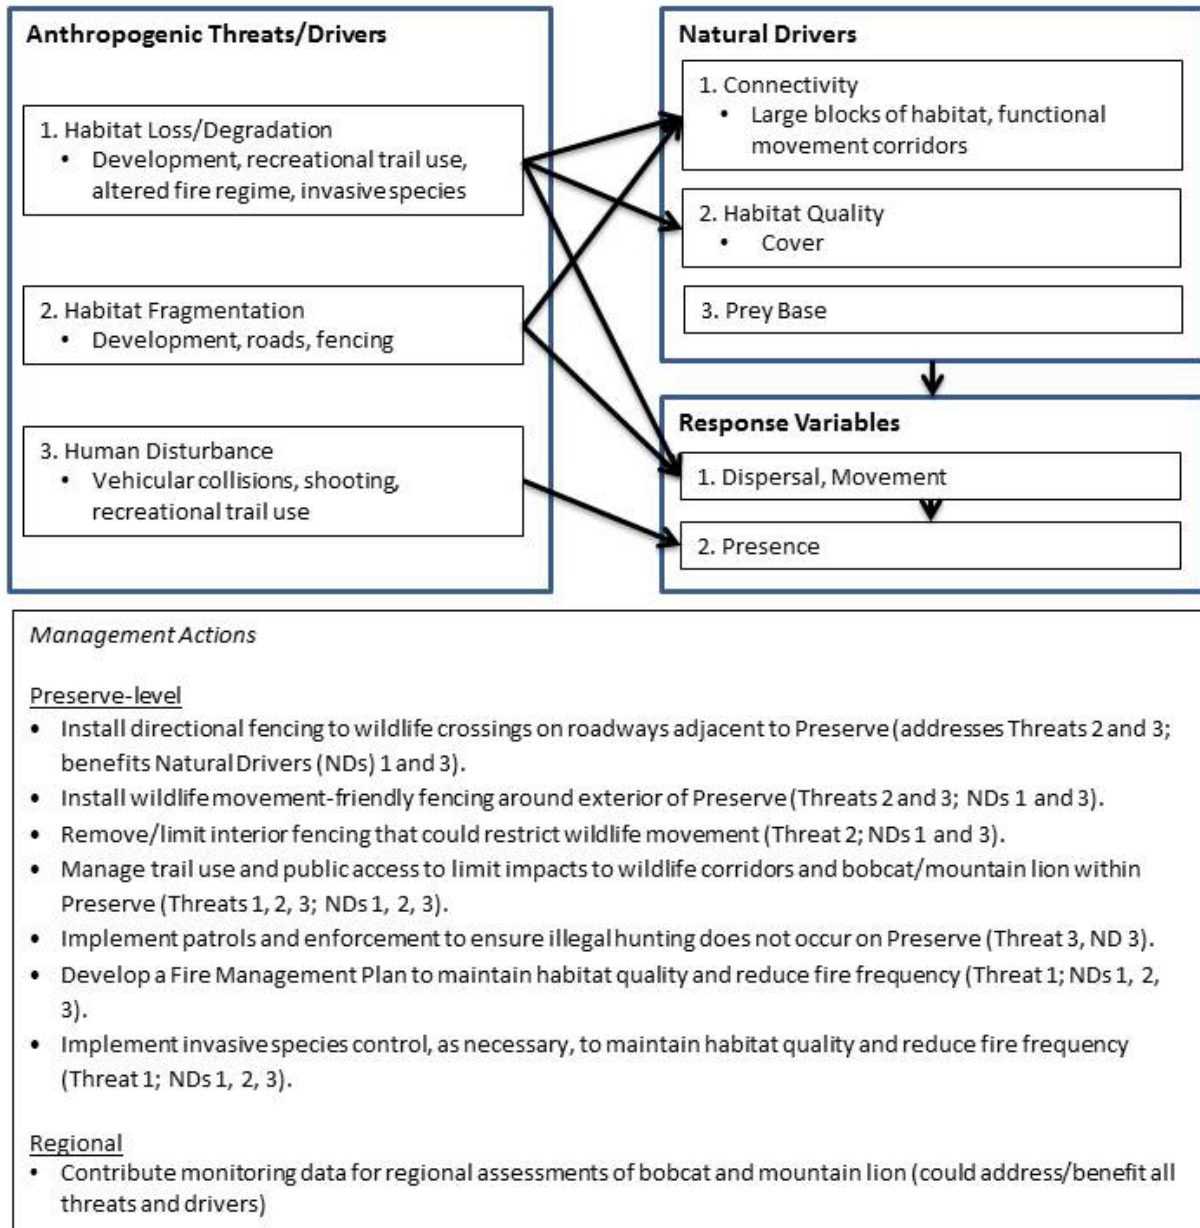 Anthropogenic Threats/Drivers
1. Habitat Loss/Degradation
• Development, recreational trail use,
altered fire regime, invasive species
2. Habitat Fragmentation
• Development, roads, fencing
3. Human Disturbance
• Vehicular collisions, shooting,
recreational trail use
Natural Drivers
1. Connectivity
• Large blocks of habitat, functional
movement corridors
2. Habitat Quality
• Cover
3. Prey Base
Response Variables
1. Dispersal, Movement
2. Presence
Management Actions
Preserve-level
• Install directional fencing to wildlife crossings on roadways adjacent to Preserve (addresses Threats 2 and 3;
benefits Natural Drivers (NDs) 1 and 3).
• Install wildlife movement-friendly fencing around exterior of Preserve (Threats 2 and 3; NDs 1 and 3).
• Remove/limit interior fencing that could restrict wildlife movement (Threat 2; NDs 1 and 3).
• Manage trail use and public access to limit impacts to wildlife corridors and bobcat/mountain lion within
Preserve (Threats 1, 2, 3; NDs 1, 2, 3).
• Implement patrols and enforcement to ensure illegal hunting does not occur on Preserve (Threat 3, ND 3).
• Develop a Fire Management Plan to maintain habitat quality and reduce fire frequency (Threat 1; NDs 1, 2,
3).
• Implement invasive species control, as necessary, to maintain habitat quality and reduce fire frequency
(Threat 1; NDs 1, 2, 3).
Regional
• Contribute monitoring data for regional assessments of bobcat and mountain lion (could address/benefit all
threats and drivers)